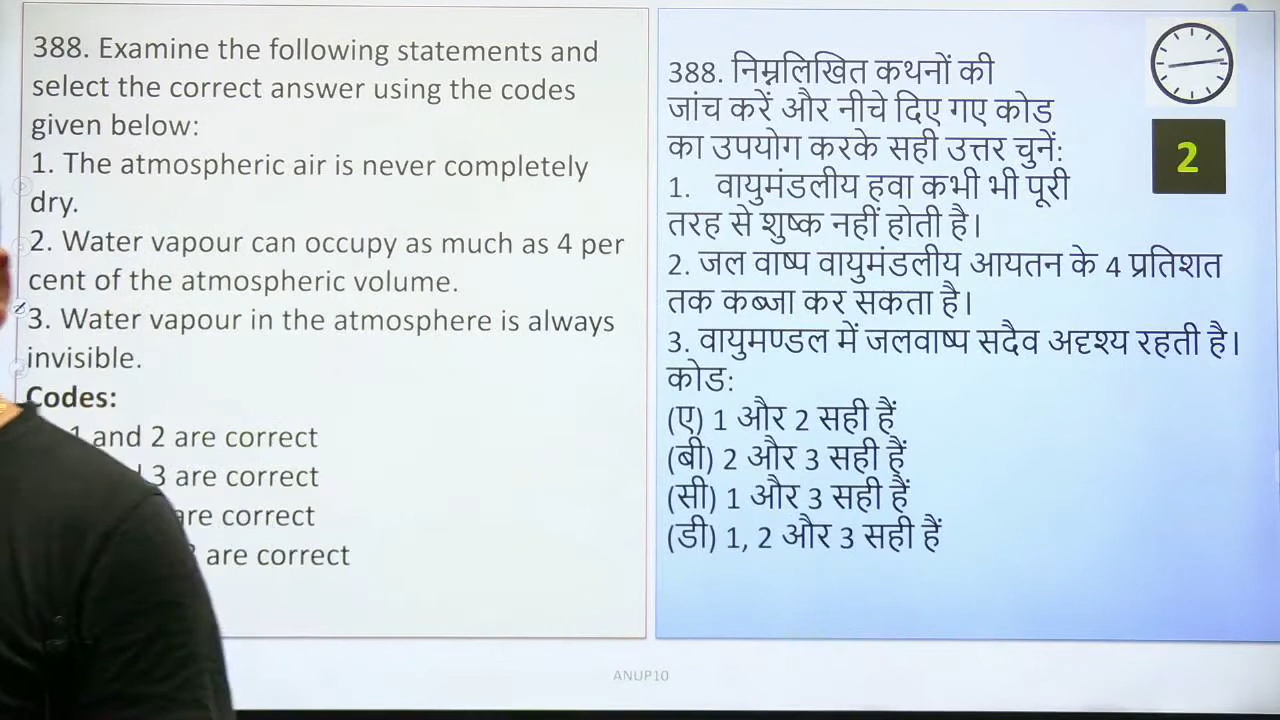 388. Examine the following statements and
select the correct answer using the codes
given below:
1. The atmospheric air is never completely
dry.
2. Water vapour can occupy as much as 4 per
cent of the atmospheric volume.
3. Water vapour in the atmosphere is always
invisible.
Codes:
1 and 2 are correct
3 are correct
are correct
are correct
388. निम्नलिखित कथनों की
जांच करें और नीचे दिए गए कोड
का उपयोग करके सही उत्तर चुनें:
1. वायुमंडलीय हवा कभी भी पूरी
तरह से शुष्क नहीं होती है।
2. जल वाष्प वायुमंडलीय आयतन के 4 प्रतिशत
तक कब्जा कर सकता है।
3. वायुमण्डल में जलवाष्प सदैव अदृश्य रहती है।
कोड:
(ए) 1 और 2 सही हैं
(बी) 2 और 3 सही हैं
(सी) 1 और 3 सही हैं
(डी) 1, 2 और 3 सही हैं
2
ANUP10